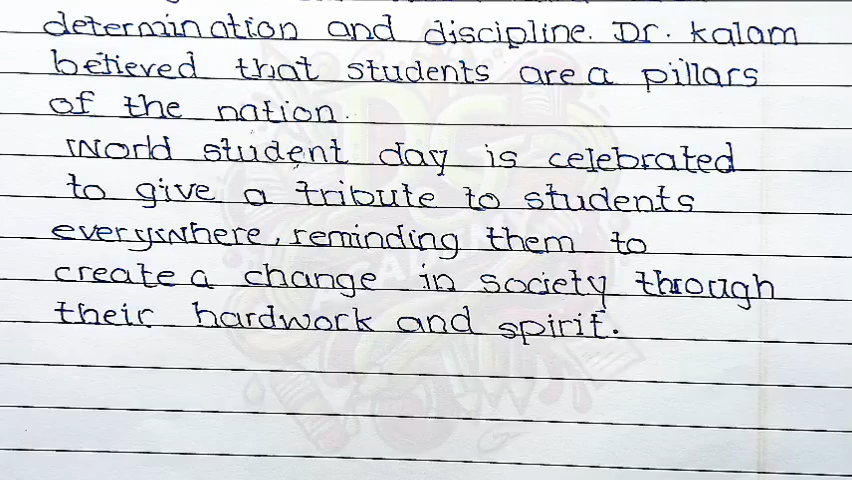 determination and discipline. Dr. Kalam
believed that students are a pillars
of the nation.
World student day is celebrated
to give a tribute to students
everywhere, reminding them to
create a change in society through
their hardwork and spirit.